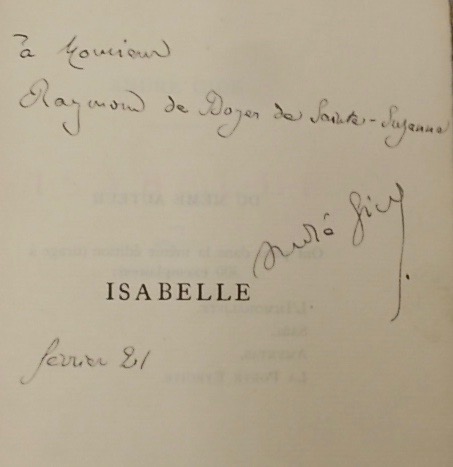 à Monsieur
Raymond de Boyer de Sainte-Suzanne
André Gide
ISABELLE
février 21